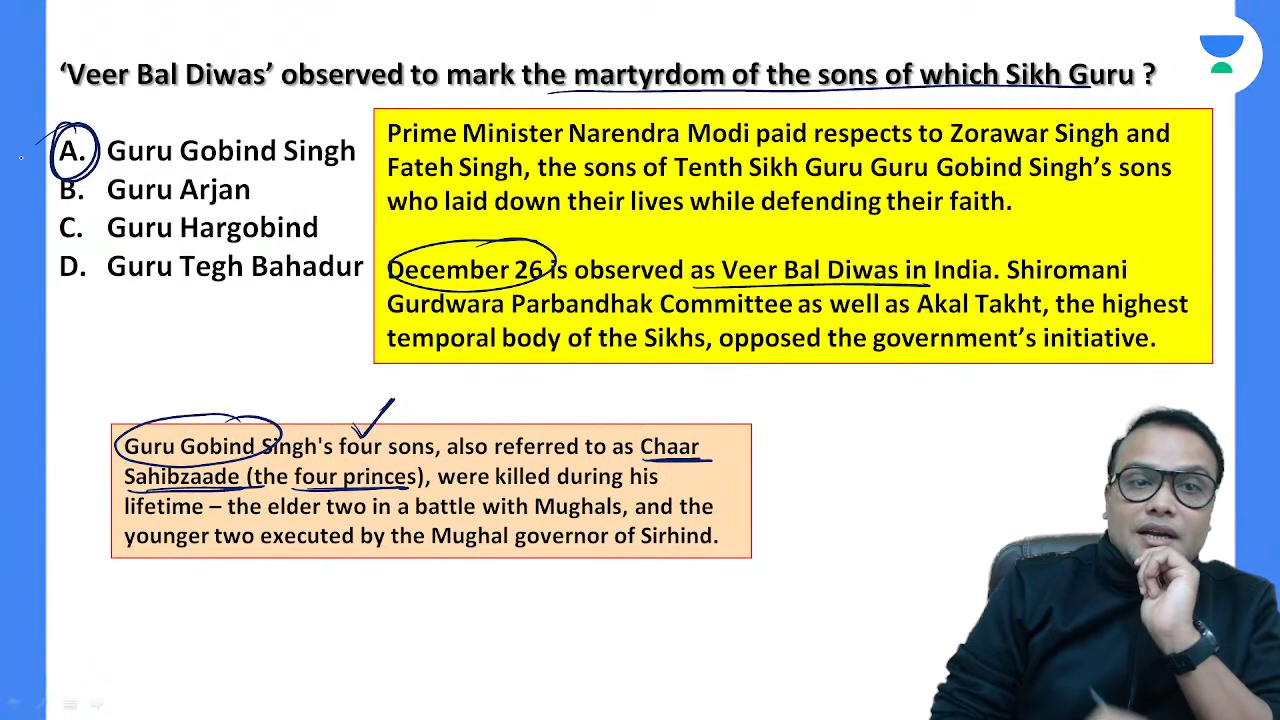 ‘Veer Bal Diwas’ observed to mark the martyrdom of the sons of which Sikh Guru ?
A. Guru Gobind Singh
B. Guru Arjan
C. Guru Hargobind
D. Guru Tegh Bahadur
Prime Minister Narendra Modi paid respects to Zorawar Singh and
Fateh Singh, the sons of Tenth Sikh Guru Guru Gobind Singh’s sons
who laid down their lives while defending their faith.
December 26 is observed as Veer Bal Diwas in India. Shiromani
Gurdwara Parbandhak Committee as well as Akal Takht, the highest
temporal body of the Sikhs, opposed the government’s initiative.
Guru Gobind Singh's four sons, also referred to as Chaar
Sahibzaade (the four princes), were killed during his
lifetime – the elder two in a battle with Mughals, and the
younger two executed by the Mughal governor of Sirhind.